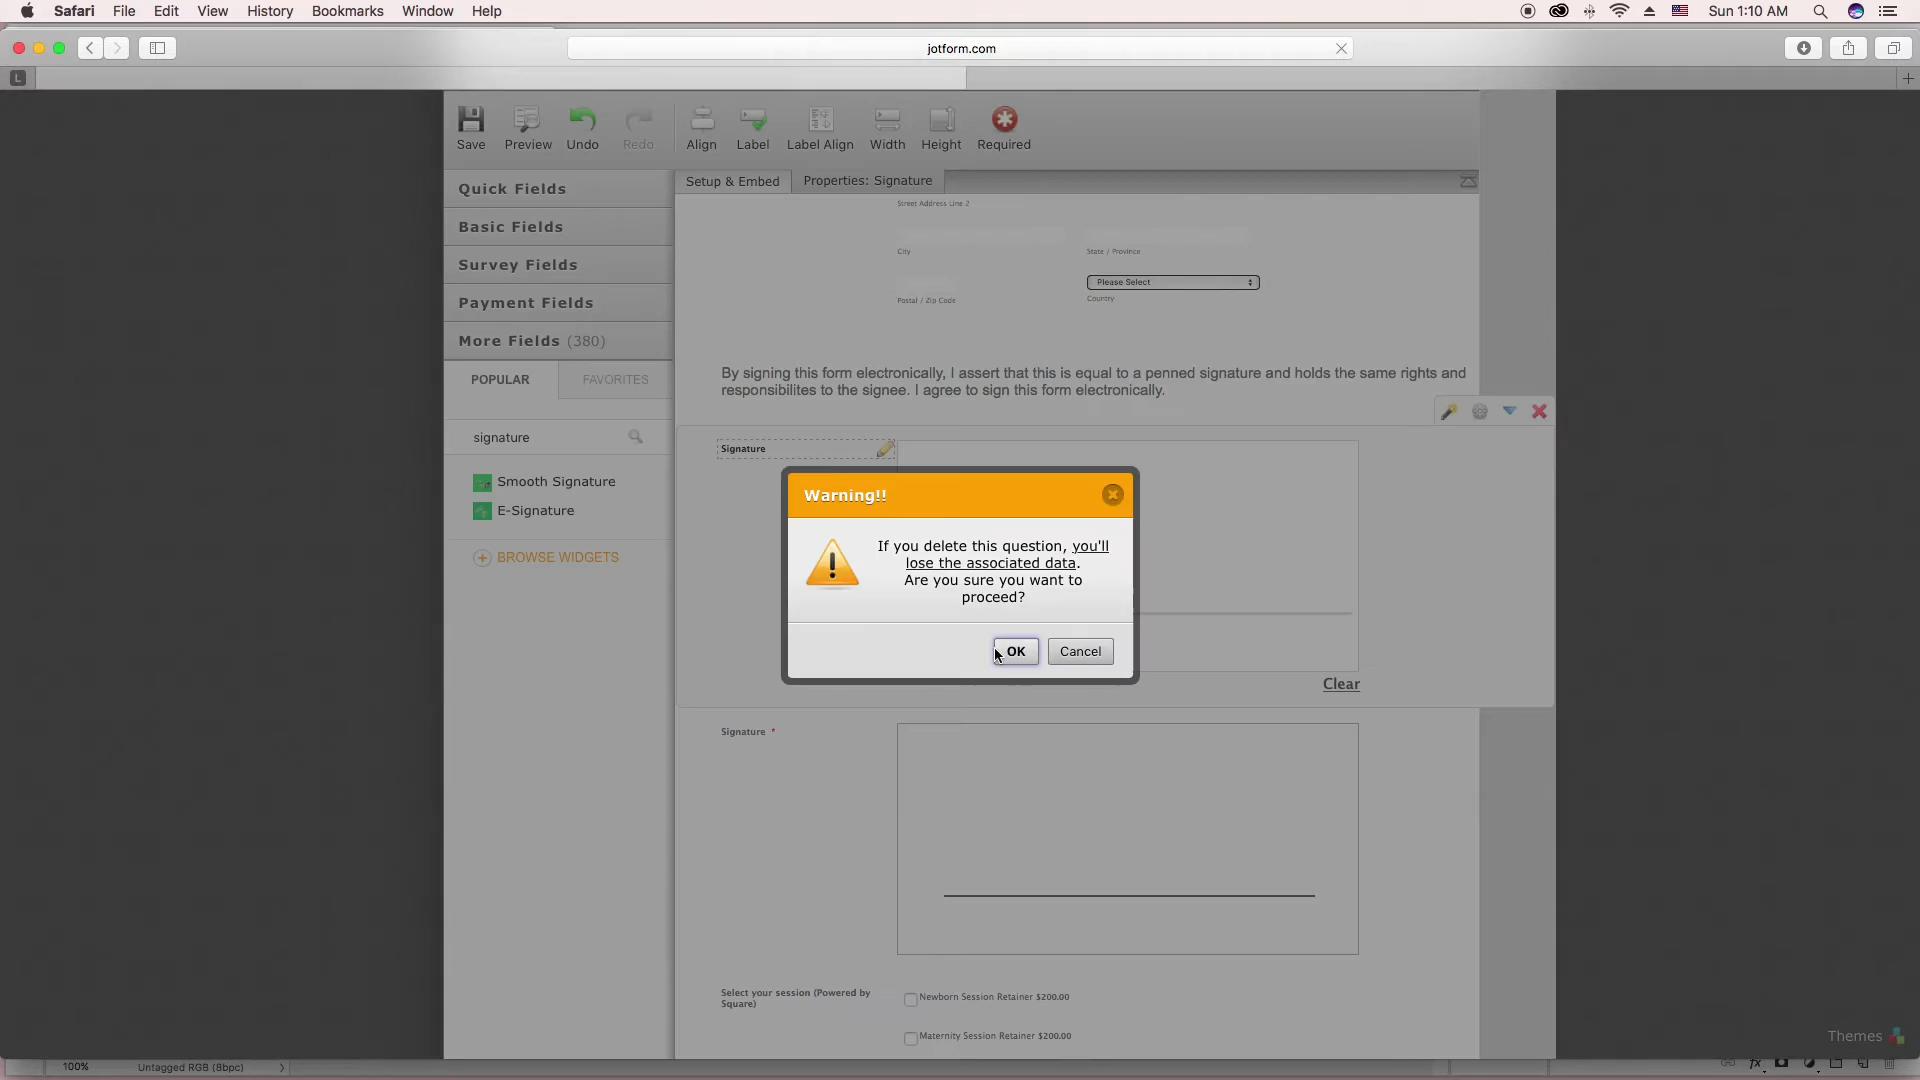 Safari File Edit View History Bookmarks Window Help Sun 1:10 AM
jotform.com
L
Save Preview Undo Redo Align Label Label Align Width Height Required
Quick Fields
Basic Fields
Survey Fields
Payment Fields
More Fields (380)
POPULAR FAVORITES
signature
Smooth Signature
E-Signature
BROWSE WIDGETS
Setup & Embed Properties: Signature
Street Address Line 2
City State / Province
Please Select
Postal / Zip Code Country
By signing this form electronically, I assert that this is equal to a penned signature and holds the same rights and
responsibilites to the signee. I agree to sign this form electronically.
Signature
Warning!!
If you delete this question, you'll
lose the associated data.
Are you sure you want to
proceed?
OK Cancel
Clear
Signature *
Select your session (Powered by
Square)
Newborn Session Retainer $200.00
Maternity Session Retainer $200.00
Themes
100% Untagged RGB (8bpc)
fx